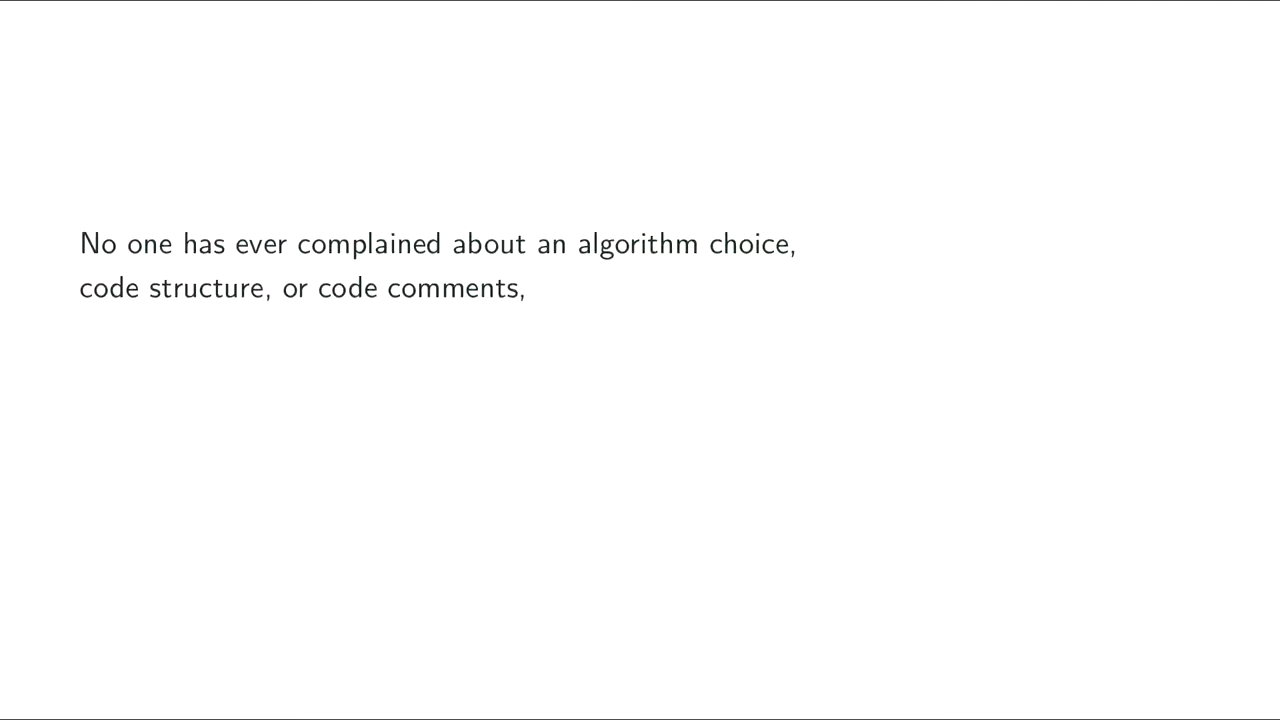 No one has ever complained about an algorithm choice,
code structure, or code comments,